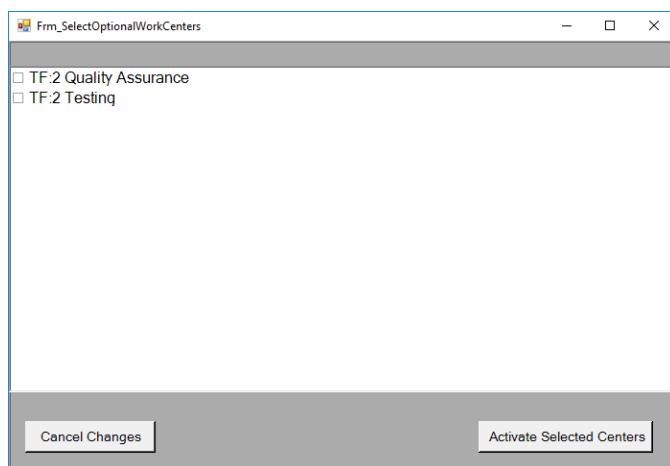 Frm_SelectOptionalWorkCenters
TF:2 Quality Assurance
TF:2 Testing
Cancel Changes
Activate Selected Centers